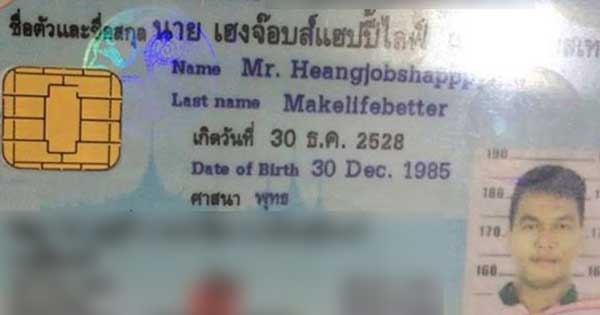 ชื่อตัวและชื่อสกุล นาย เฮงจ๊อบส์แฮปปี้ไลฟ์
Name Mr.
Last name Makelifebetter
เกิดวันที่ 30 ธ.ค. 2528
Date of Birth 30 Dec. 1985
ศาสนา พุทธ
190
180
170
160